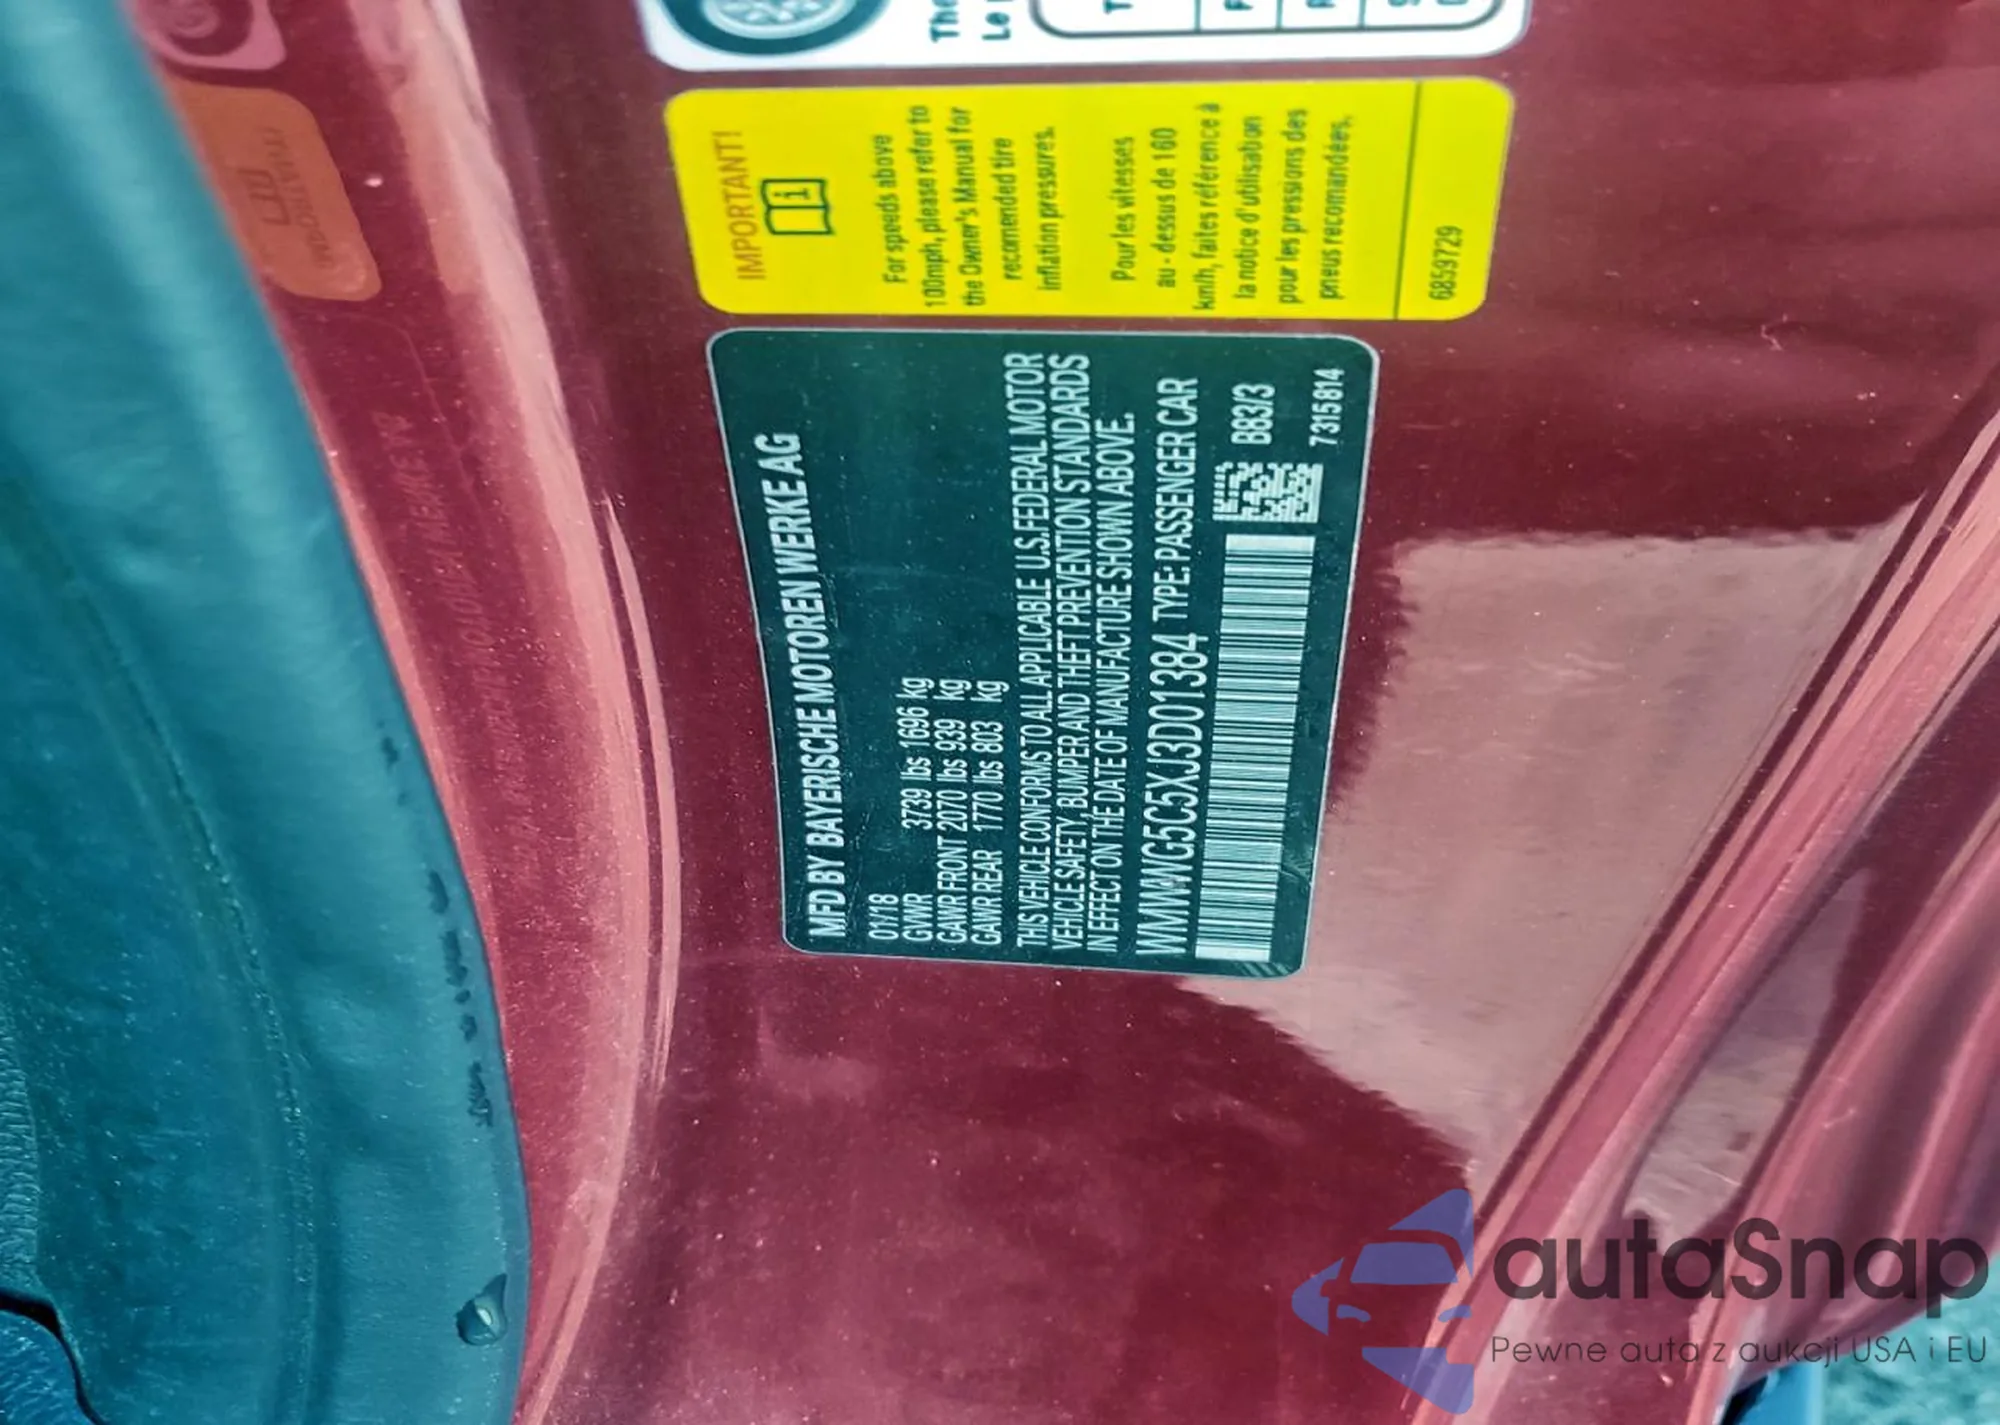 IMPORTANT!
For speeds above
100mph, please refer to
the Owner's Manual for
recomended tire
inflation pressures.
Pour les vitesses
au - dessus de 160
km/h, faites référence à
la notice d'utilisation
pour les pressions des
pneus recomandées.
6859729
MFD BY BAYERISCHE MOTOREN WERKE AG
01/18
GVWR 3739 lbs 1696 kg
GAWR FRONT 2070 lbs 939 kg
GAWR REAR 1770 lbs 803 kg
THIS VEHICLE CONFORMS TO ALL APPLICABLE U.S. FEDERAL MOTOR
VEHICLE SAFETY, BUMPER AND THEFT PREVENTION STANDARDS
IN EFFECT ON THE DATE OF MANUFACTURE SHOWN ABOVE.
WMWWG5C5XJ3D01384 TYPE: PASSENGER CAR
B83/3
7315814
autaSnap
Pewne auta z aukcji USA i EU